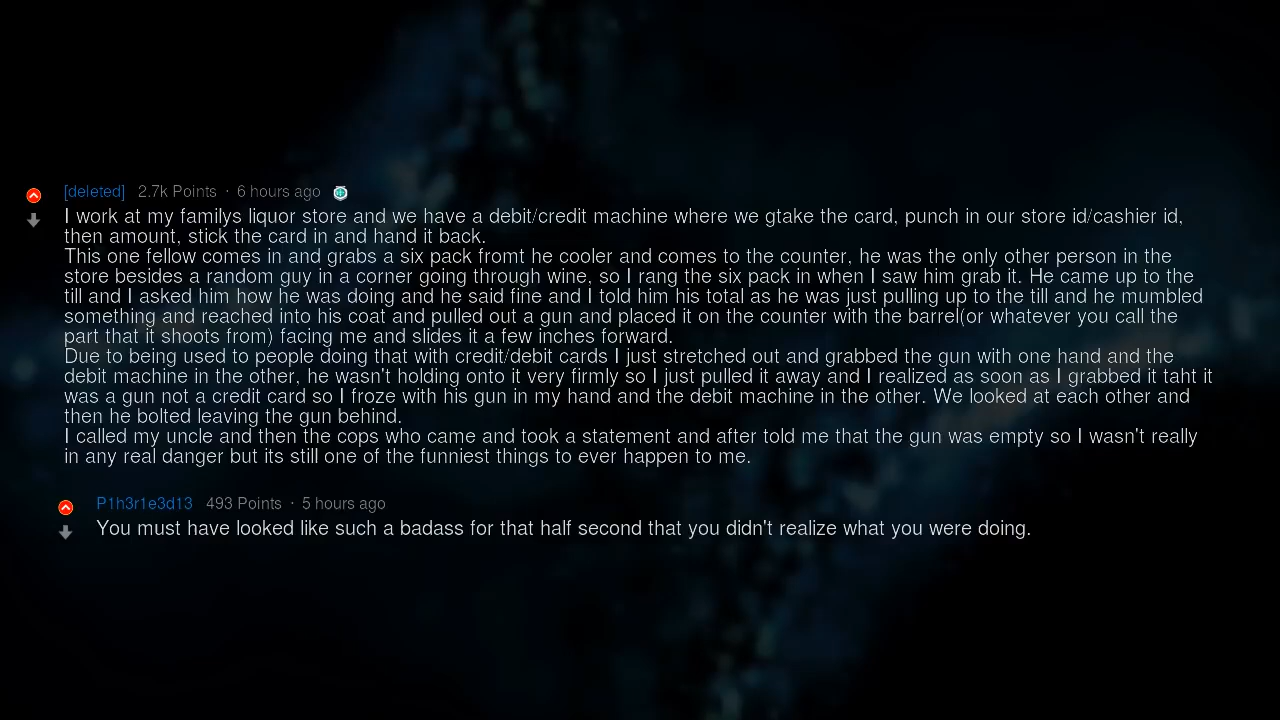 [deleted] 2.7k Points · 6 hours ago
I work at my familys liquor store and we have a debit/credit machine where we gtake the card, punch in our store id/cashier id,
then amount, stick the card in and hand it back.
This one fellow comes in and grabs a six pack fromt he cooler and comes to the counter, he was the only other person in the
store besides a random guy in a corner going through wine, so I rang the six pack in when I saw him grab it. He came up to the
till and I asked him how he was doing and he said fine and I told him his total as he was just pulling up to the till and he mumbled
something and reached into his coat and pulled out a gun and placed it on the counter with the barrel(or whatever you call the
part that it shoots from) facing me and slides it a few inches forward.
Due to being used to people doing that with credit/debit cards I just stretched out and grabbed the gun with one hand and the
debit machine in the other, he wasn't holding onto it very firmly so I just pulled it away and I realized as soon as I grabbed it taht it
was a gun not a credit card so I froze with his gun in my hand and the debit machine in the other. We looked at each other and
then he bolted leaving the gun behind.
I called my uncle and then the cops who came and took a statement and after told me that the gun was empty so I wasn't really
in any real danger but its still one of the funniest things to ever happen to me.
P1h3r1e3d13 493 Points · 5 hours ago
You must have looked like such a badass for that half second that you didn't realize what you were doing.